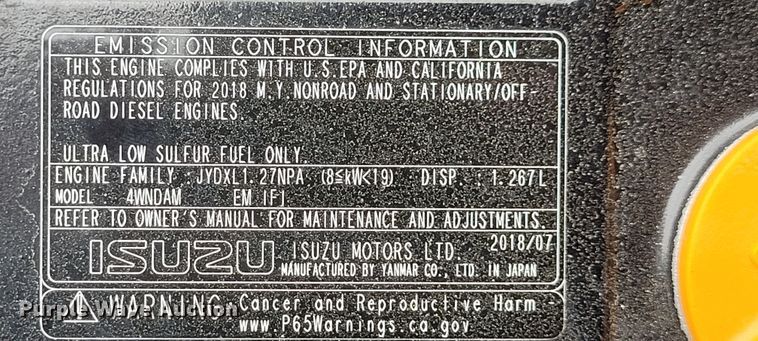 EMISSION CONTROL INFORMATION
THIS ENGINE COMPLIES WITH U.S.EPA AND CALIFORNIA
REGULATIONS FOR 2018 M.Y.NONROAD AND STATIONARY/OFF-
ROAD DIESEL ENGINES.
ULTRA LOW SULFUR FUEL ONLY.
ENGINE FAMILY : JYDXL1.27NPA (8≦kW<19) DISP. : 1.267L
MODEL : 4WNDAM EM IFI
REFER TO OWNER'S MANUAL FOR MAINTENANCE AND ADJUSTMENTS.
2018/07
ISUZU ISUZU MOTORS LTD.
MANUFACTURED BY YANMAR CO., LTD. IN JAPAN
WARNING: Cancer and Reproductive Harm -
www.P65Warnings.ca.gov
Purple Wave Auction